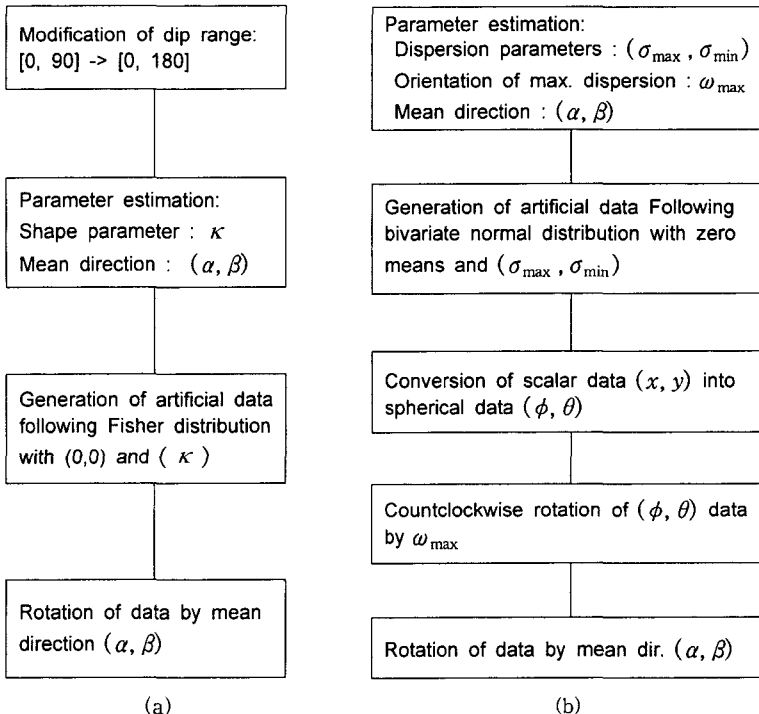 Modification of dip range:
[0, 90] -> [0, 180]
Parameter estimation:
Shape parameter : κ
Mean direction : (α, β)
Generation of artificial data
following Fisher distribution
with (0,0) and ( κ )
Rotation of data by mean
direction (α, β)
(a)
Parameter estimation:
Dispersion parameters : (σmax , σmin)
Orientation of max. dispersion : ωmax
Mean direction : (α, β)
Generation of artificial data Following
bivariate normal distribution with zero
means and (σmax , σmin)
Conversion of scalar data (x, y) into
spherical data (ϕ, θ)
Countclockwise rotation of (ϕ, θ) data
by ωmax
Rotation of data by mean dir. (α, β)
(b)